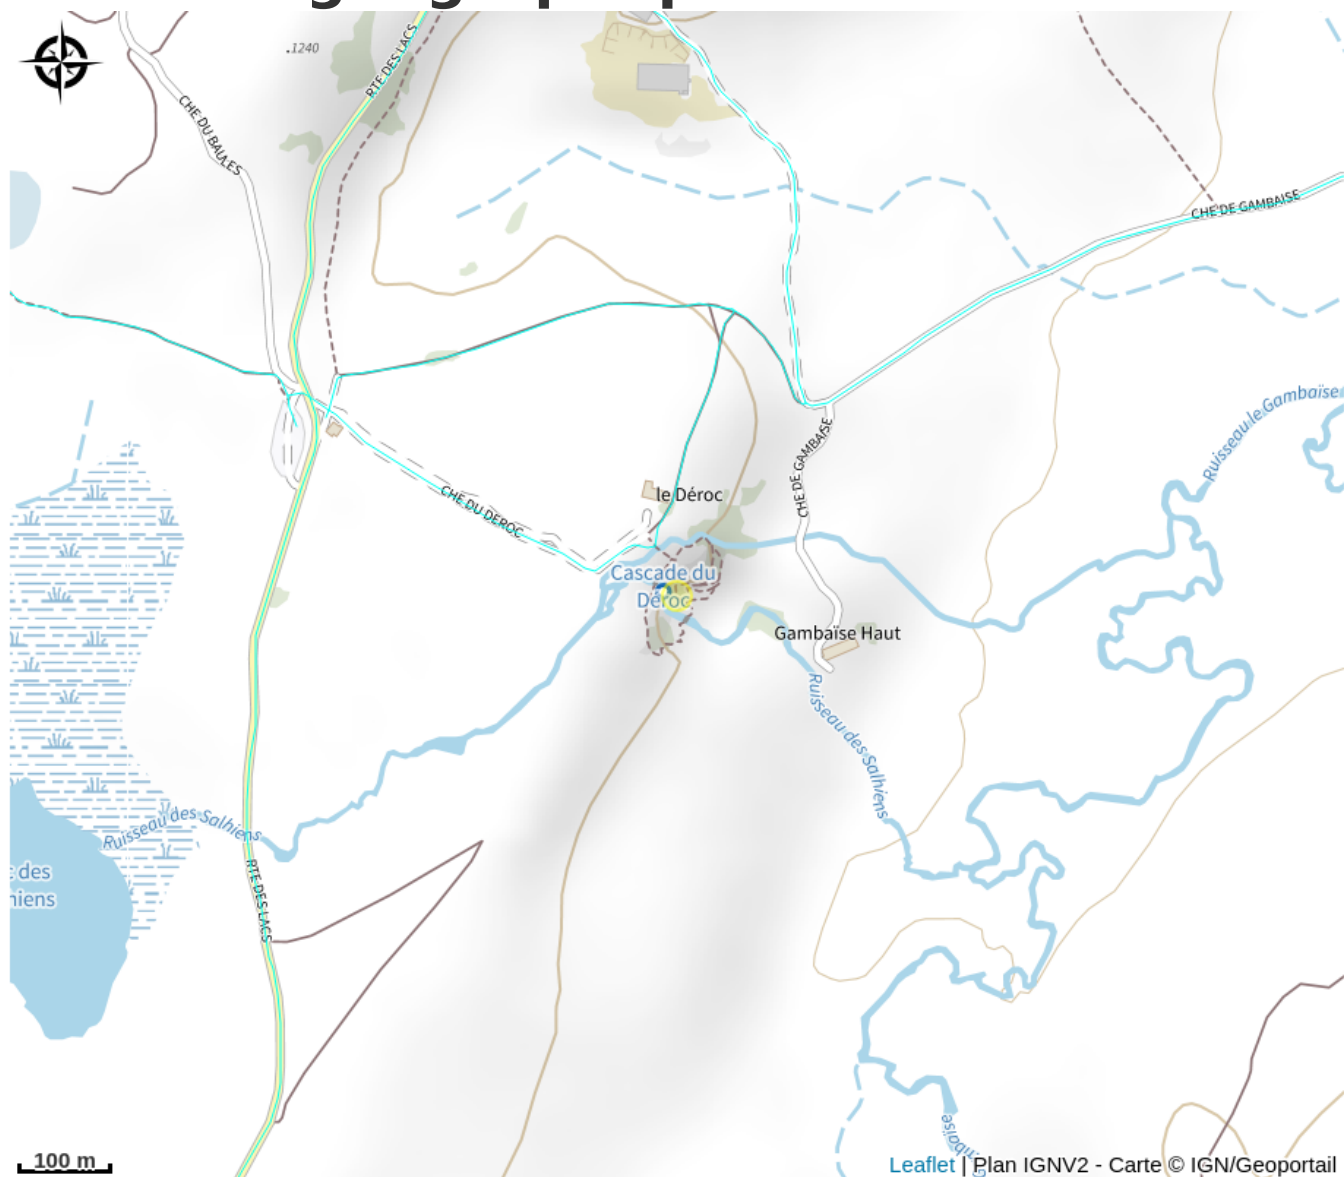 .1240
RTE DES LACS
CHE DU BAULES
CHE DE GAMBAISE
Ruisseau le Gambaïse
CHE DE GAMBAISE
CHE DU DEROC
le Déroc
Cascade du
Déroc
Gambaïse Haut
Ruisseau des Salhiens
Ruisseau des Salhiens
des
RTE DES LACS
100 m
Leaflet | Plan IGNV2 - Carte © IGN/Geoportail